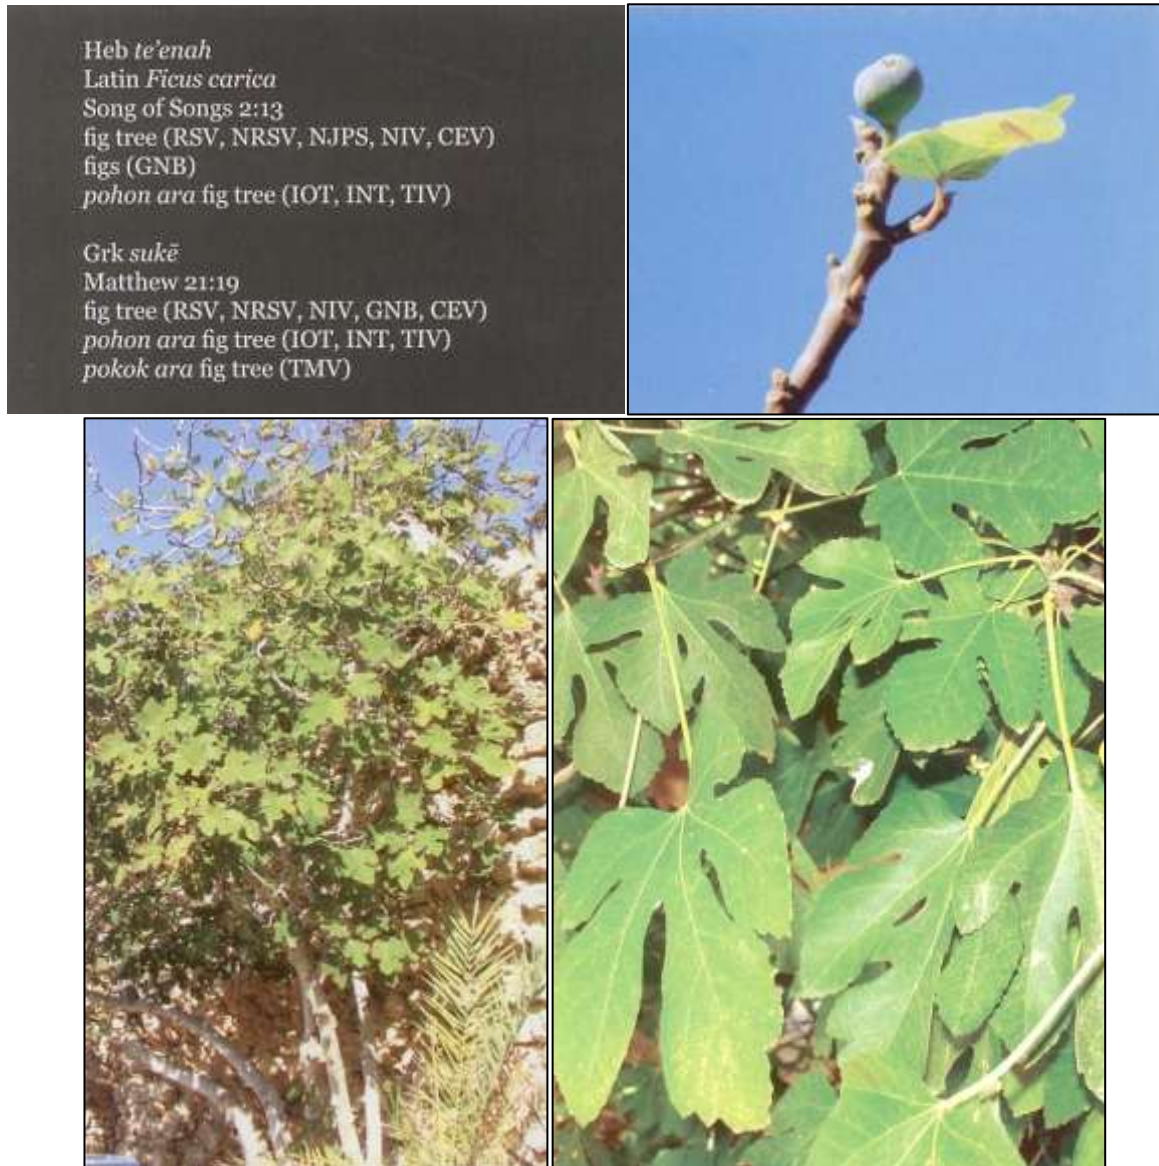 Heb te’enah
Latin Ficus carica
Song of Songs 2:13
fig tree (RSV, NRSV, NJPS, NIV, CEV)
figs (GNB)
pohon ara fig tree (IOT, INT, TIV)
Grk sukē
Matthew 21:19
fig tree (RSV, NRSV, NIV, GNB, CEV)
pohon ara fig tree (IOT, INT, TIV)
pokok ara fig tree (TMV)